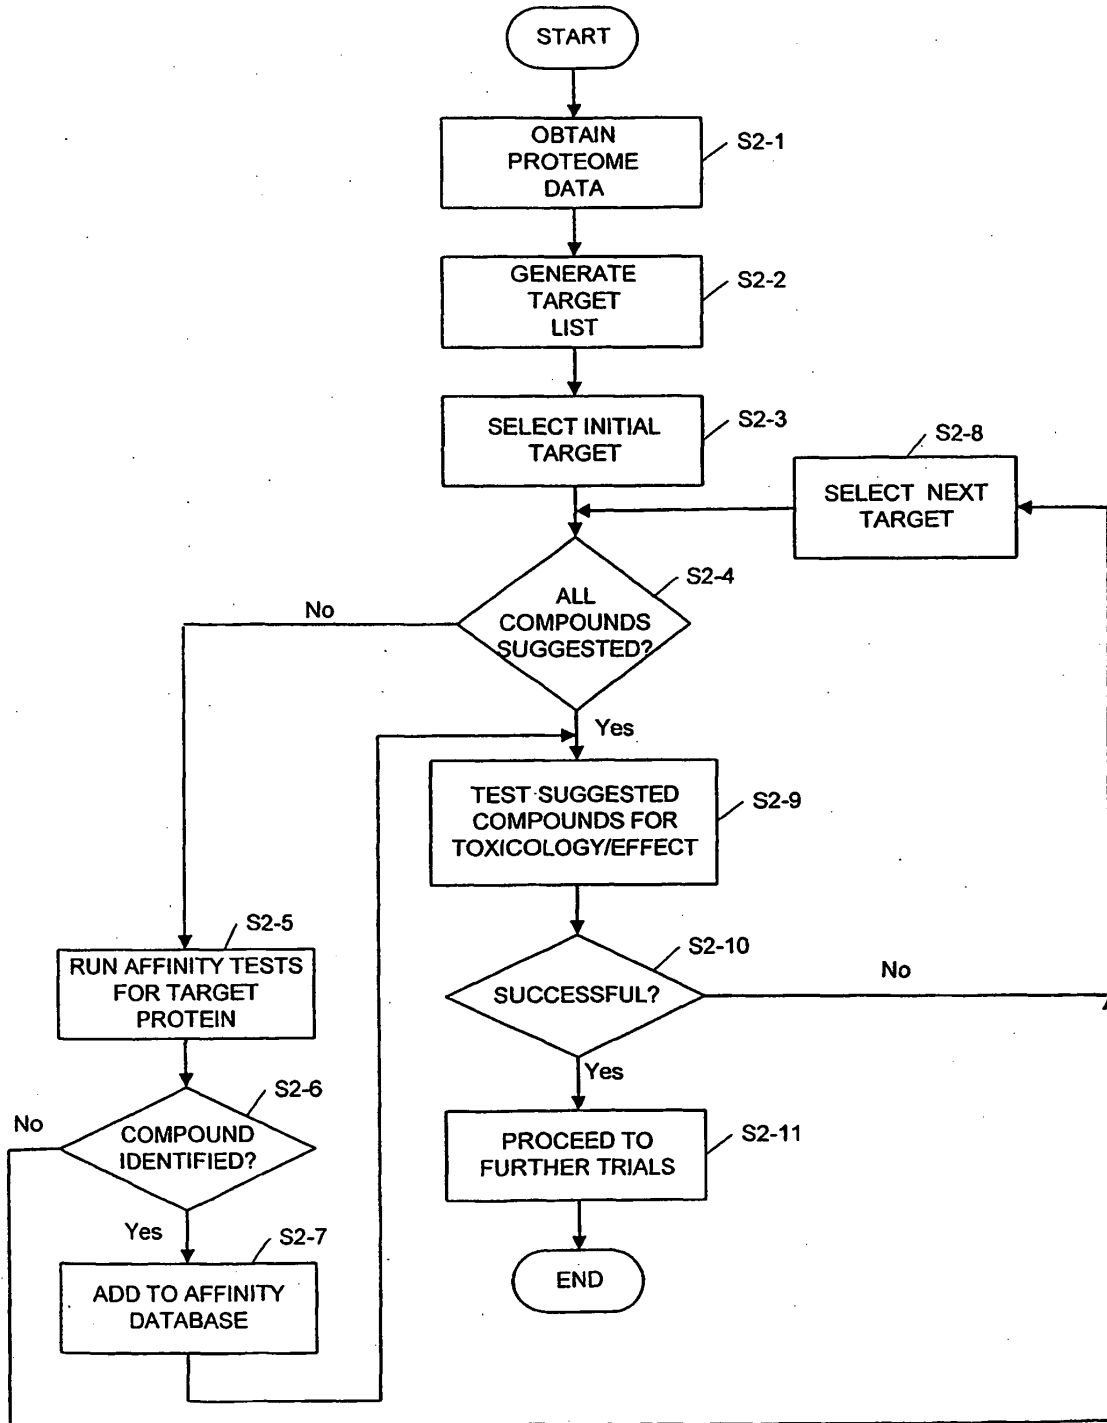 START
OBTAIN
PROTEOME
DATA
S2-1
GENERATE
TARGET
LIST
S2-2
SELECT INITIAL
TARGET
S2-3
S2-8
SELECT NEXT
TARGET
S2-4
ALL
COMPOUNDS
SUGGESTED?
No
Yes
TEST SUGGESTED
COMPOUNDS FOR
TOXICOLOGY/EFFECT
S2-9
S2-5
RUN AFFINITY TESTS
FOR TARGET
PROTEIN
S2-10
SUCCESSFUL?
No
Yes
S2-6
No
COMPOUND
IDENTIFIED?
Yes
PROCEED TO
FURTHER TRIALS
S2-11
S2-7
ADD TO AFFINITY
DATABASE
END